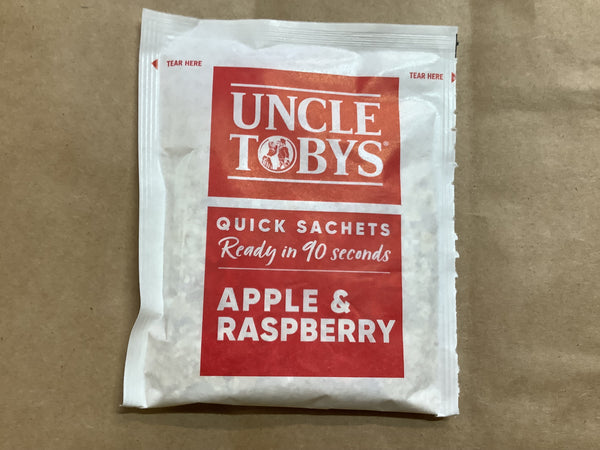 TEAR HERE
TEAR HERE
UNCLE
TOBYS®
QUICK SACHETS
Ready in 90 seconds
APPLE &
RASPBERRY